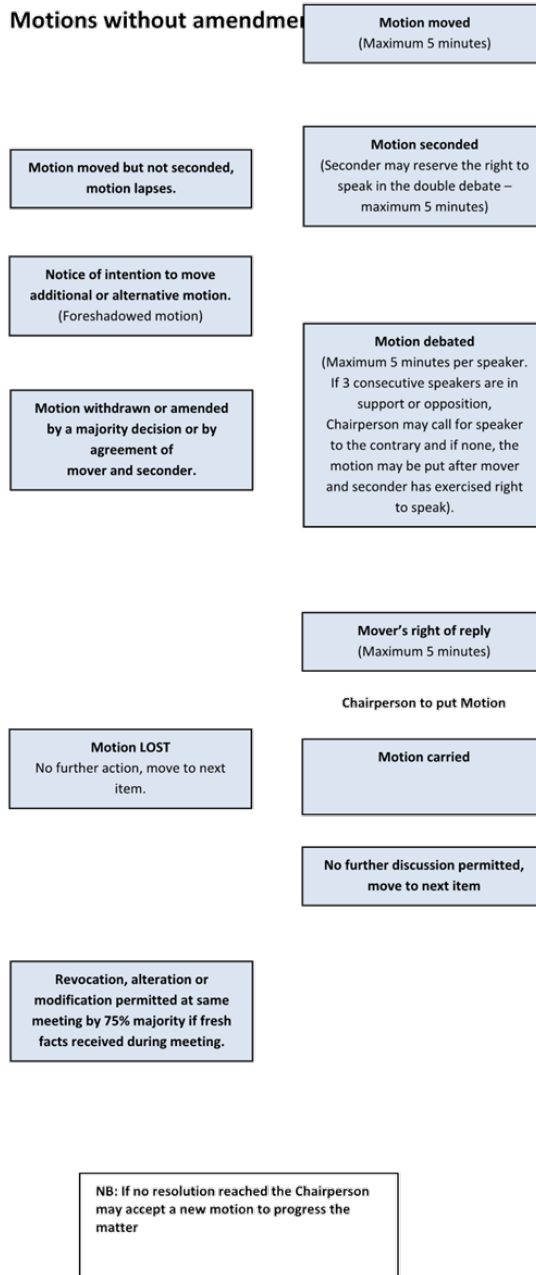 Motions without amendmer
Motion moved
(Maximum 5 minutes)
Motion seconded
(Seconder may reserve the right to
speak in the double debate –
maximum 5 minutes)
Motion moved but not seconded,
motion lapses.
Notice of intention to move
additional or alternative motion.
(Foreshadowed motion)
Motion debated
(Maximum 5 minutes per speaker.
If 3 consecutive speakers are in
support or opposition,
Chairperson may call for speaker
to the contrary and if none, the
motion may be put after mover
and seconder has exercised right
to speak).
Motion withdrawn or amended
by a majority decision or by
agreement of
mover and seconder.
Mover’s right of reply
(Maximum 5 minutes)
Chairperson to put Motion
Motion LOST
No further action, move to next
item.
Motion carried
No further discussion permitted,
move to next item
Revocation, alteration or
modification permitted at same
meeting by 75% majority if fresh
facts received during meeting.
NB: If no resolution reached the Chairperson
may accept a new motion to progress the
matter